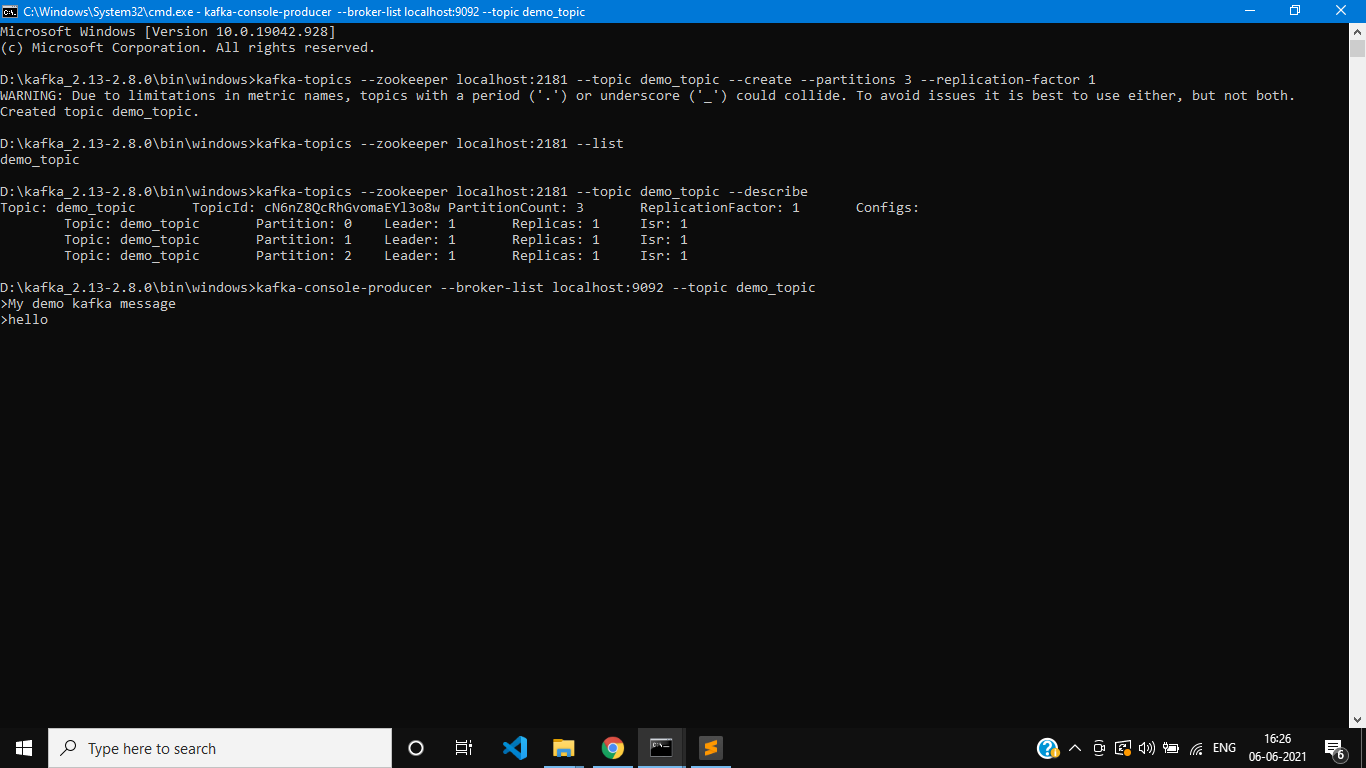 C:\Windows\System32\cmd.exe - kafka-console-producer --broker-list localhost:9092 --topic demo_topic
Microsoft Windows [Version 10.0.19042.928]
(c) Microsoft Corporation. All rights reserved.
D:\kafka_2.13-2.8.0\bin\windows>kafka-topics --zookeeper localhost:2181 --topic demo_topic --create --partitions 3 --replication-factor 1
WARNING: Due to limitations in metric names, topics with a period ('.') or underscore ('_') could collide. To avoid issues it is best to use either, but not both.
Created topic demo_topic.
D:\kafka_2.13-2.8.0\bin\windows>kafka-topics --zookeeper localhost:2181 --list
demo_topic
D:\kafka_2.13-2.8.0\bin\windows>kafka-topics --zookeeper localhost:2181 --topic demo_topic --describe
Topic: demo_topic TopicId: cN6nZ8QcRhGvomaEYl3o8w PartitionCount: 3 ReplicationFactor: 1 Configs:
Topic: demo_topic Partition: 0 Leader: 1 Replicas: 1 Isr: 1
Topic: demo_topic Partition: 1 Leader: 1 Replicas: 1 Isr: 1
Topic: demo_topic Partition: 2 Leader: 1 Replicas: 1 Isr: 1
D:\kafka_2.13-2.8.0\bin\windows>kafka-console-producer --broker-list localhost:9092 --topic demo_topic
>My demo kafka message
>hello
Type here to search
ENG
16:26
06-06-2021
6